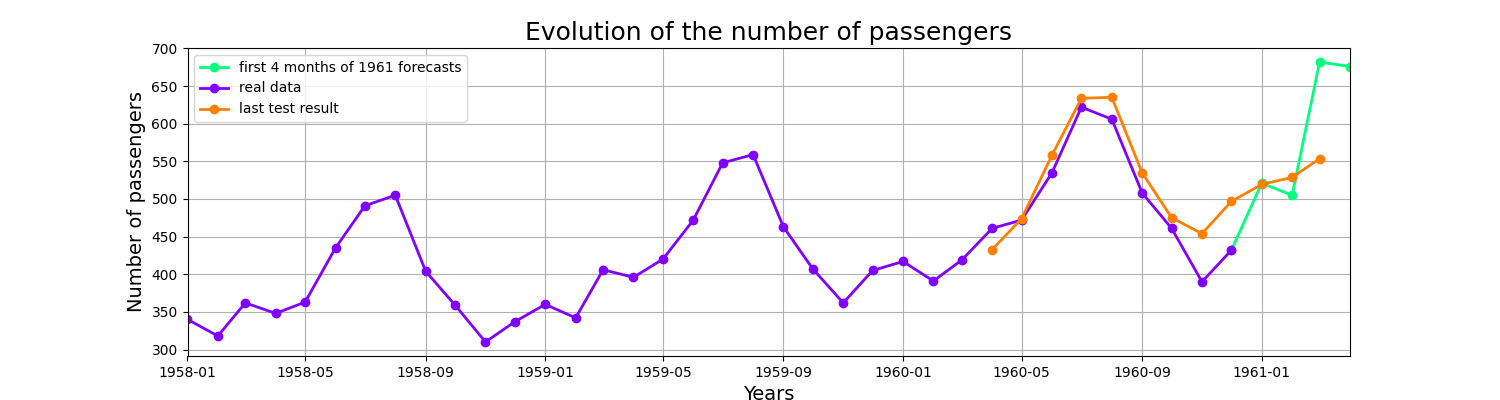 Evolution of the number of passengers
700
650
600
550
500
450
400
350
300
Number of passengers
first 4 months of 1961 forecasts
real data
last test result
1958-01 1958-05 1958-09 1959-01 1959-05 1959-09 1960-01 1960-05 1960-09 1961-01
Years